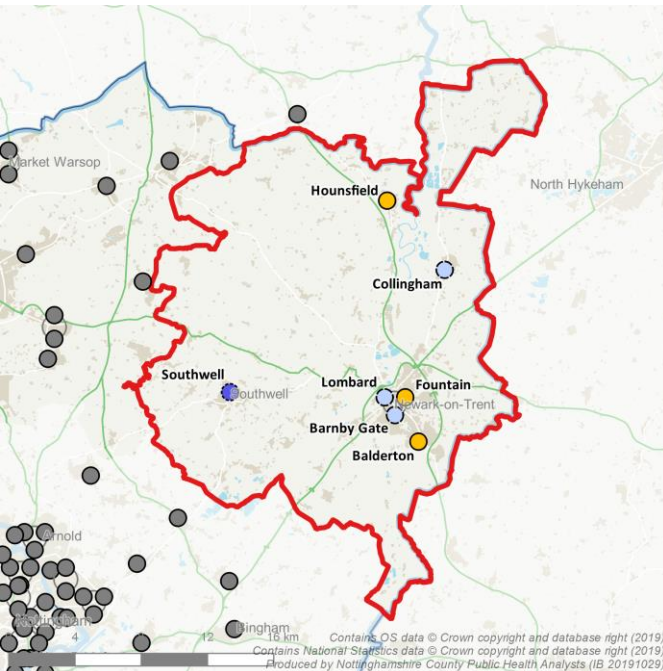 Market Warsop
Hounsfield
North Hykeham
Collingham
Southwell
Southwell
Lombard
Fountain
Newark-on-Trent
Barnby Gate
Balderton
Arnold
Nottingham
Bingham
4
12
16 km
Contains OS data © Crown copyright and database right (2019)
Contains National Statistics data © Crown copyright and database right (2019)
Produced by Nottinghamshire County Public Health Analysts (IB 20191029)